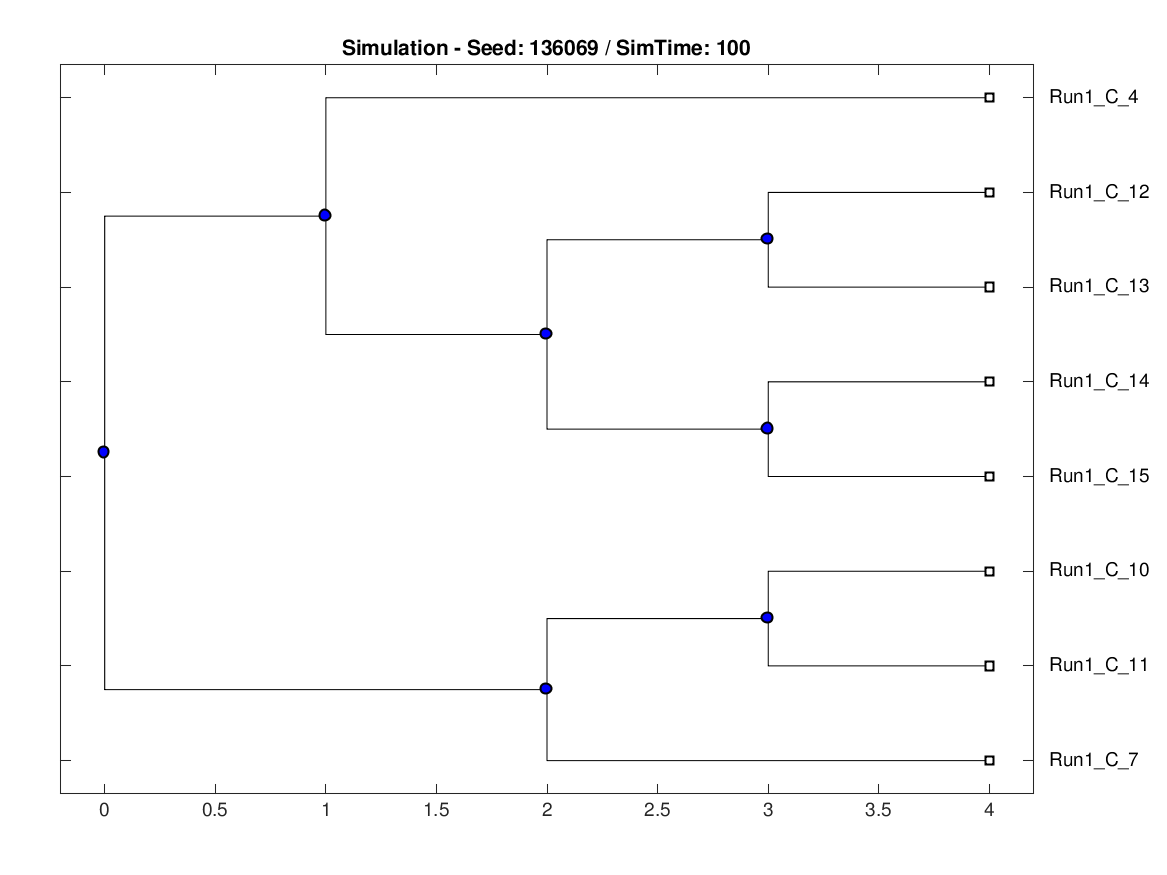 Simulation - Seed: 136069 / SimTime: 100
Run1_C_4
Run1_C_12
Run1_C_13
Run1_C_14
Run1_C_15
Run1_C_10
Run1_C_11
Run1_C_7
0 0.5 1 1.5 2 2.5 3 3.5 4